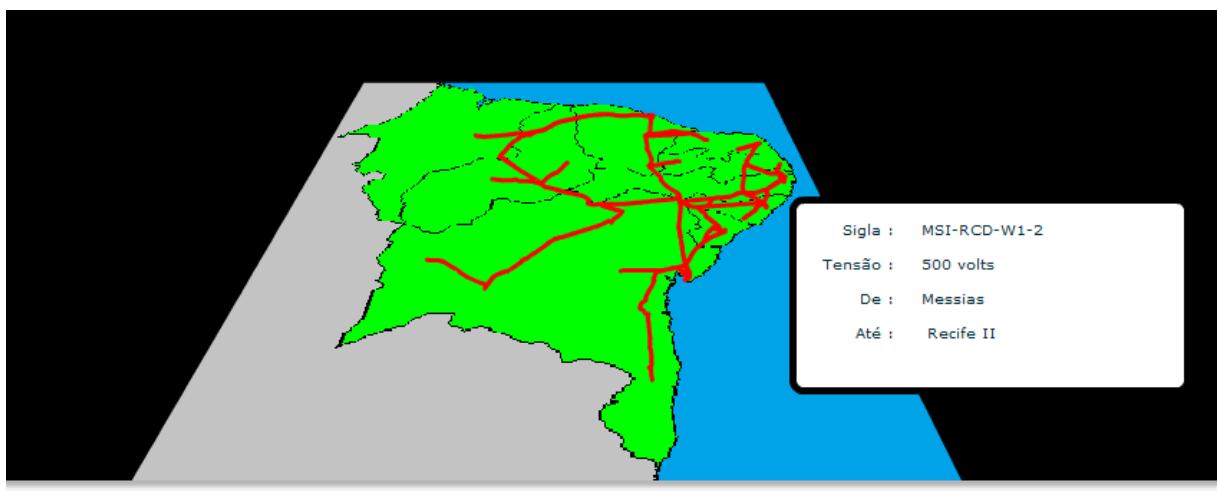 Sigla : MSI-RCD-W1-2
Tensão : 500 volts
De : Messias
Até : Recife II